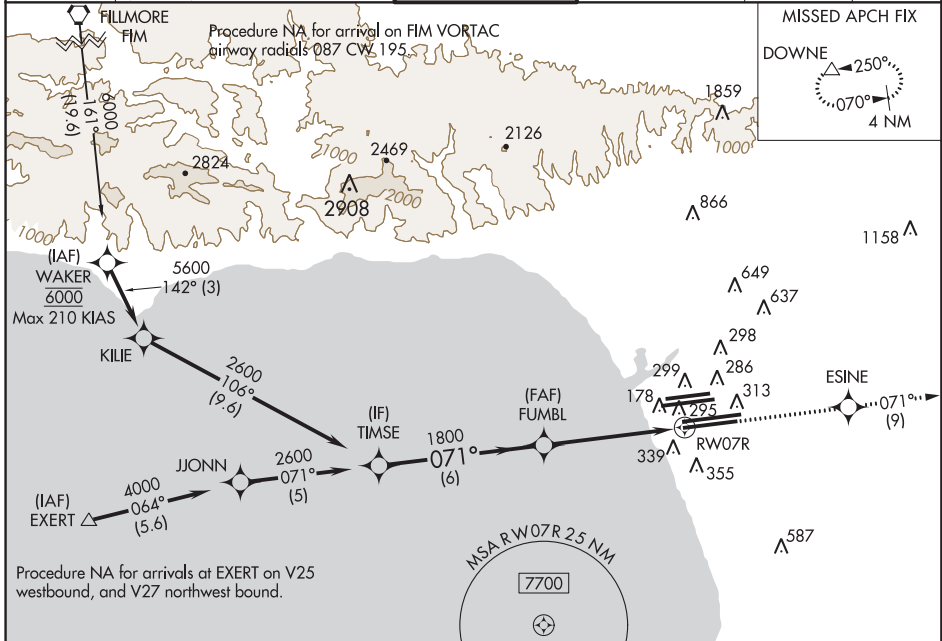 FILLMORE
FIM
Procedure NA for arrival on FIM VORTAC
airway radials 087 CW 195.
MISSED APCH FIX
DOWNE
250°
070°
4 NM
6000
161°
(19.6)
1859
1000
2126
2469
1000
2824
2908
2000
866
1158
1000
(IAF)
WAKER
6000
Max 210 KIAS
5600
142° (3)
649
637
KILIE
298
2600
106°
(9.6)
299
286
178
295
313
ESINE
071°
(9)
(FAF)
FUMBL
(IF)
TIMSE
1800
071°
(6)
RW07R
339
355
JJONN
2600
071°
(5)
(IAF)
EXERT
4000
064°
(5.6)
587
MSA RW07R 25 NM
7700
Procedure NA for arrivals at EXERT on V25
westbound, and V27 northwest bound.